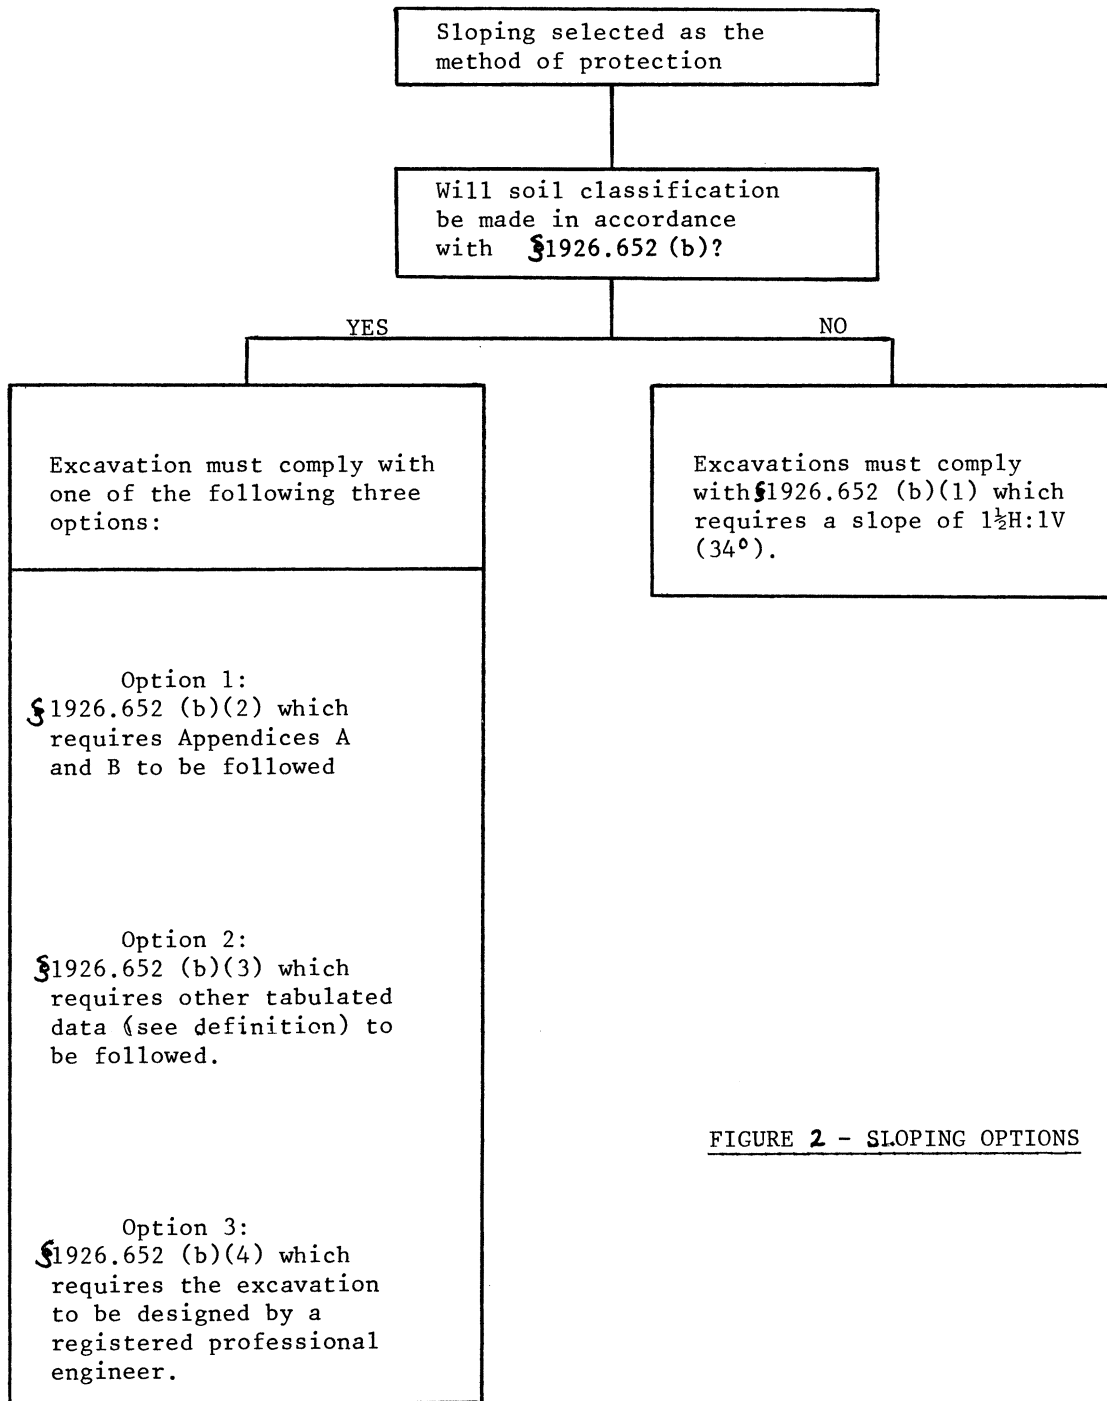 Sloping selected as the
method of protection
Will soil classification
be made in accordance
with §1926.652 (b)?
YES
NO
Excavation must comply with
one of the following three
options:
Excavations must comply
with §1926.652 (b)(1) which
requires a slope of 1½H:1V
(34°).
Option 1:
§1926.652 (b)(2) which
requires Appendices A
and B to be followed
Option 2:
§1926.652 (b)(3) which
requires other tabulated
data (see definition) to
be followed.
Option 3:
§1926.652 (b)(4) which
requires the excavation
to be designed by a
registered professional
engineer.
FIGURE 2 - SLOPING OPTIONS